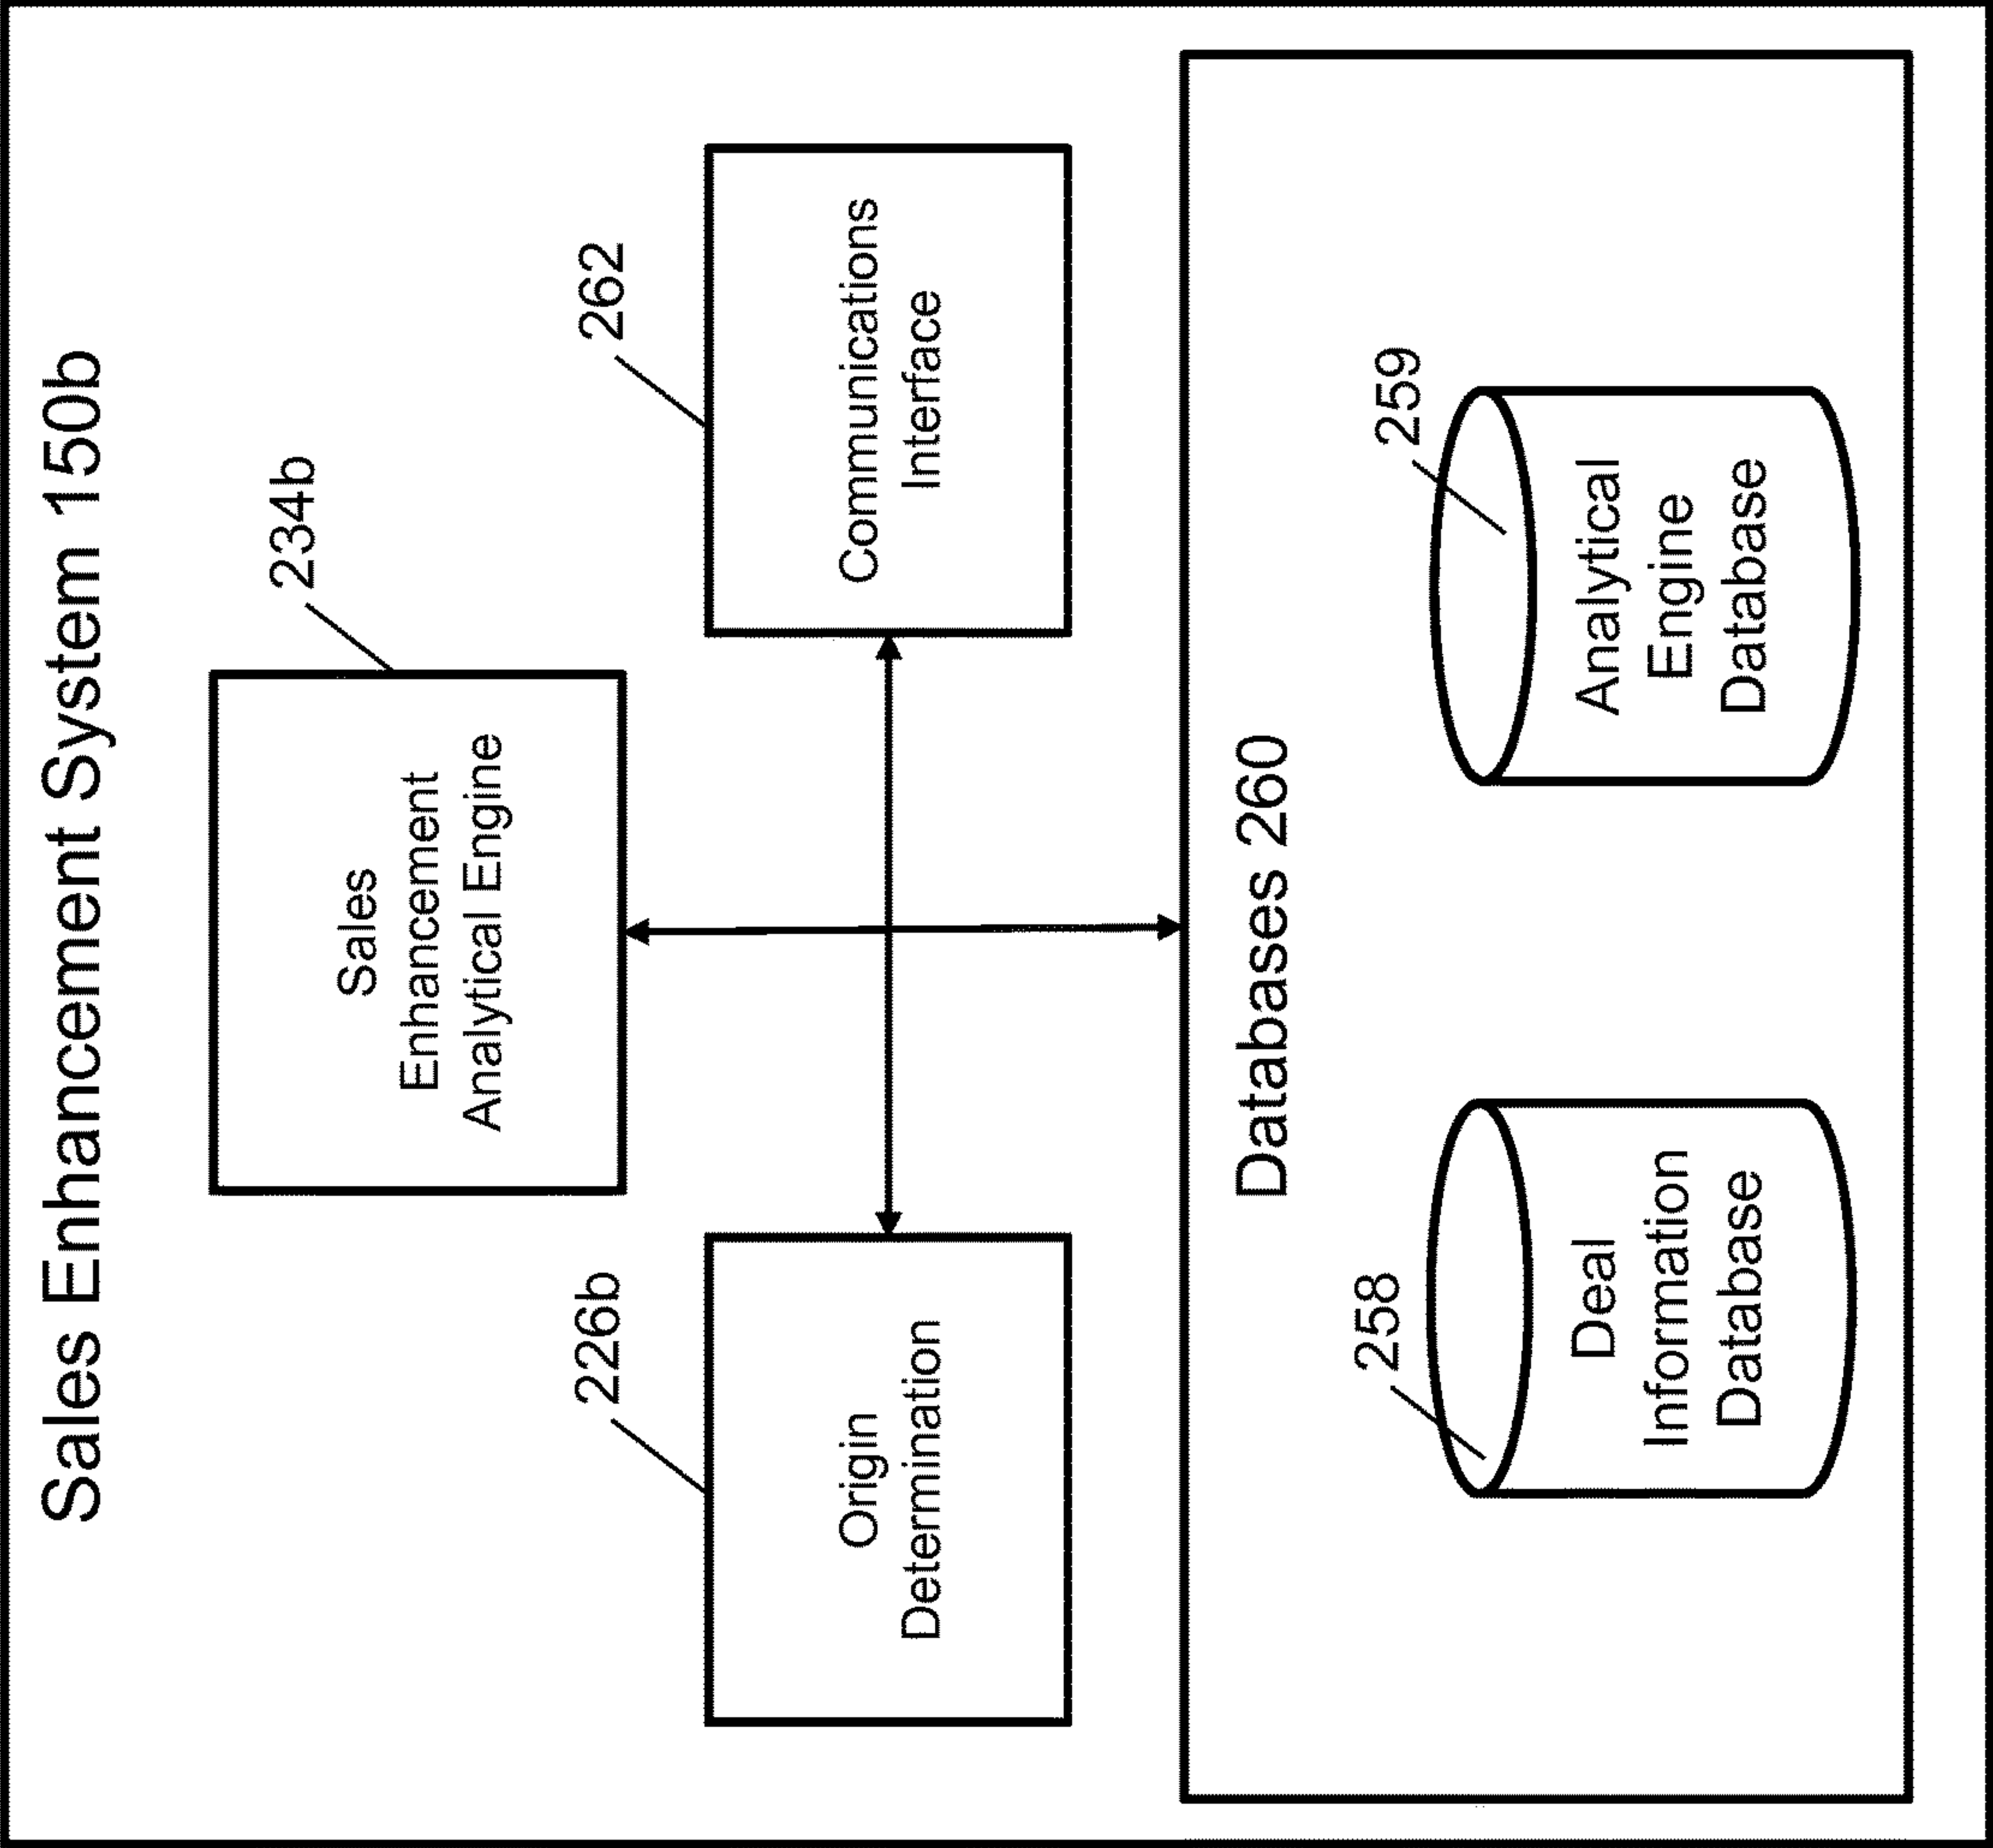 Sales Enhancement System 150b
234b
Sales
Enhancement
Analytical Engine
226b
Origin
Determination
262
Communications
Interface
Databases 260
258
Deal
Information
Database
259
Analytical
Engine
Database